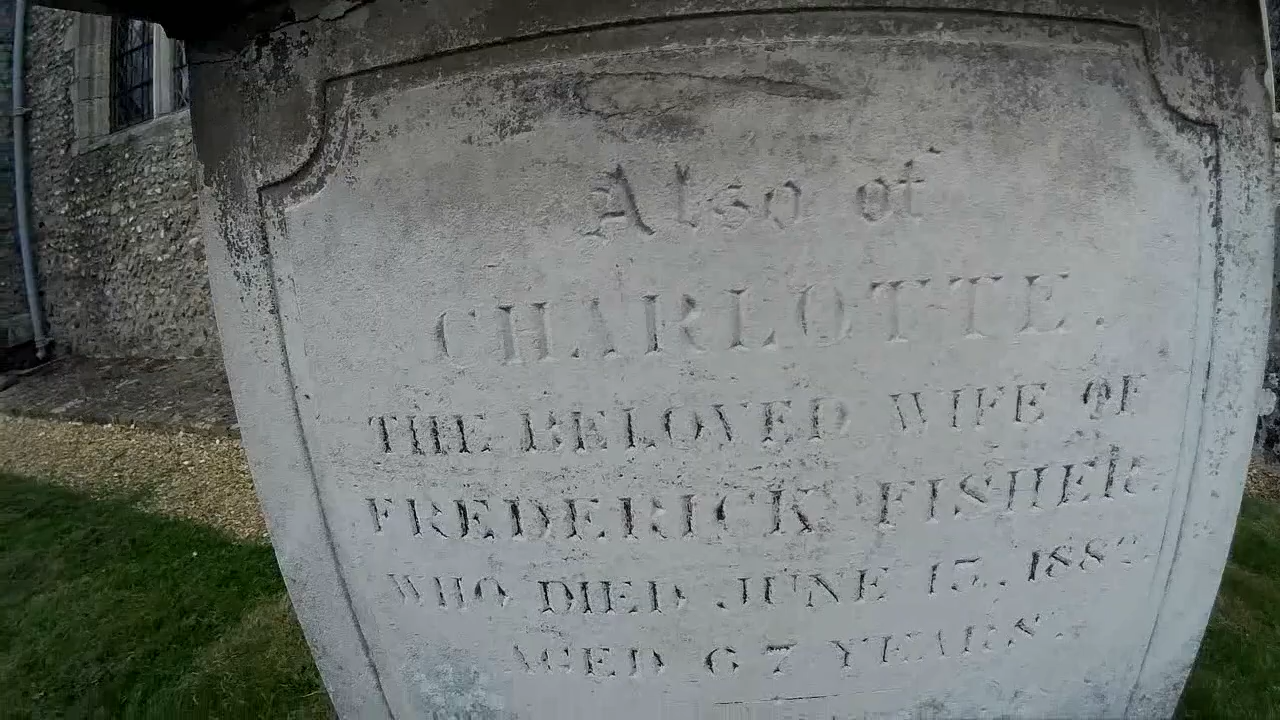 Also of
CHARLOTTE.
THE BELOVED WIFE OF
FREDERICK FISHER
WHO DIED JUNE 15.
AGED 67 YEARS.